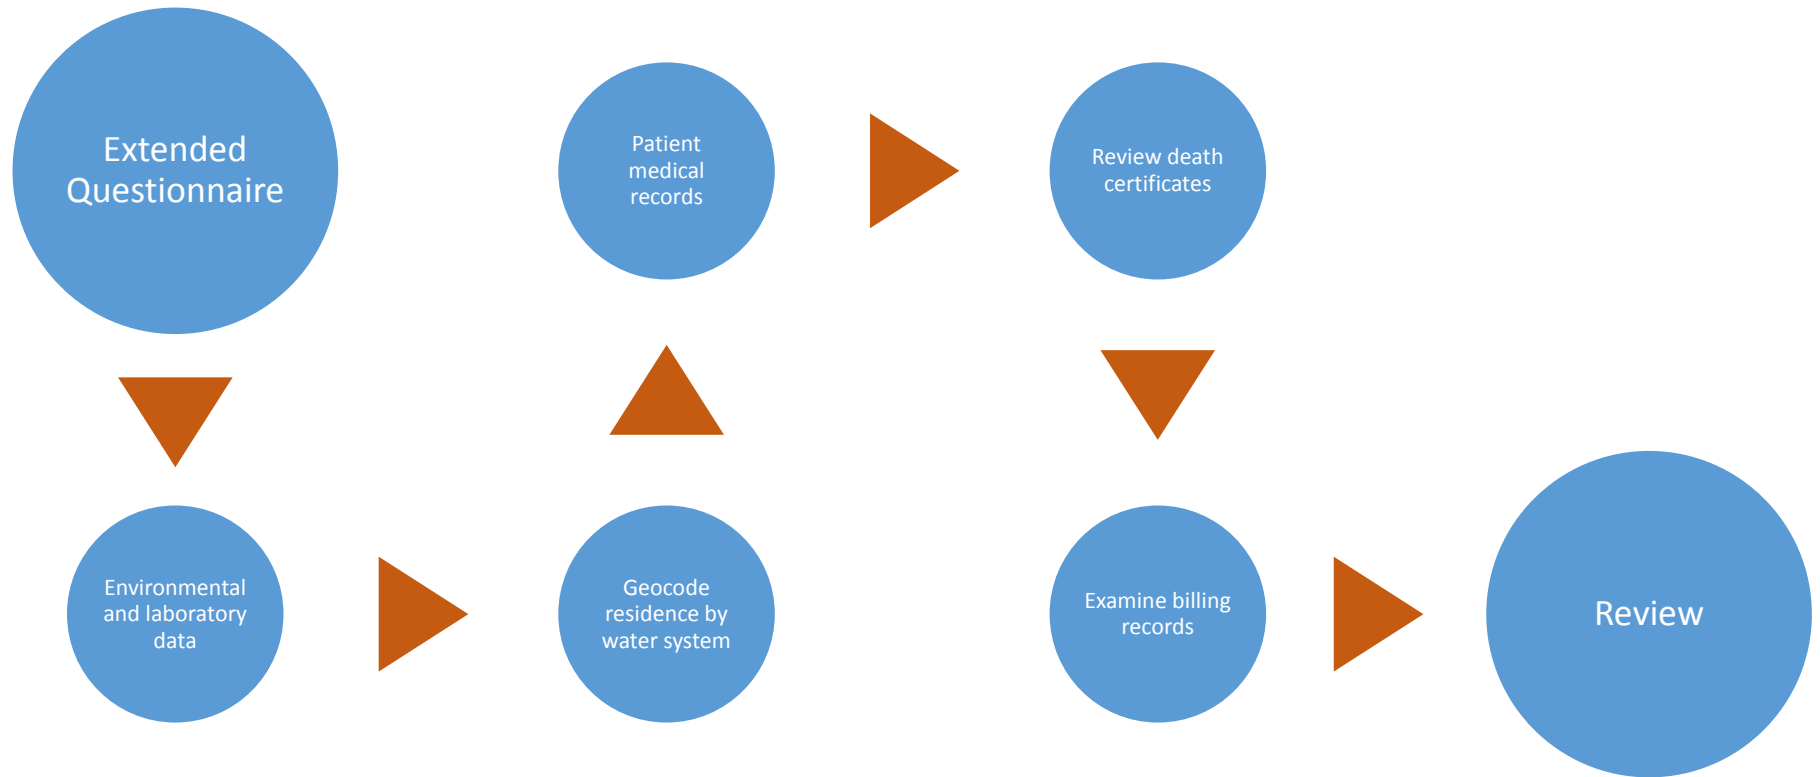 Extended
Questionnaire
Environmental
and laboratory
data
Geocode
residence by
water system
Patient
medical
records
Review death
certificates
Examine billing
records
Review